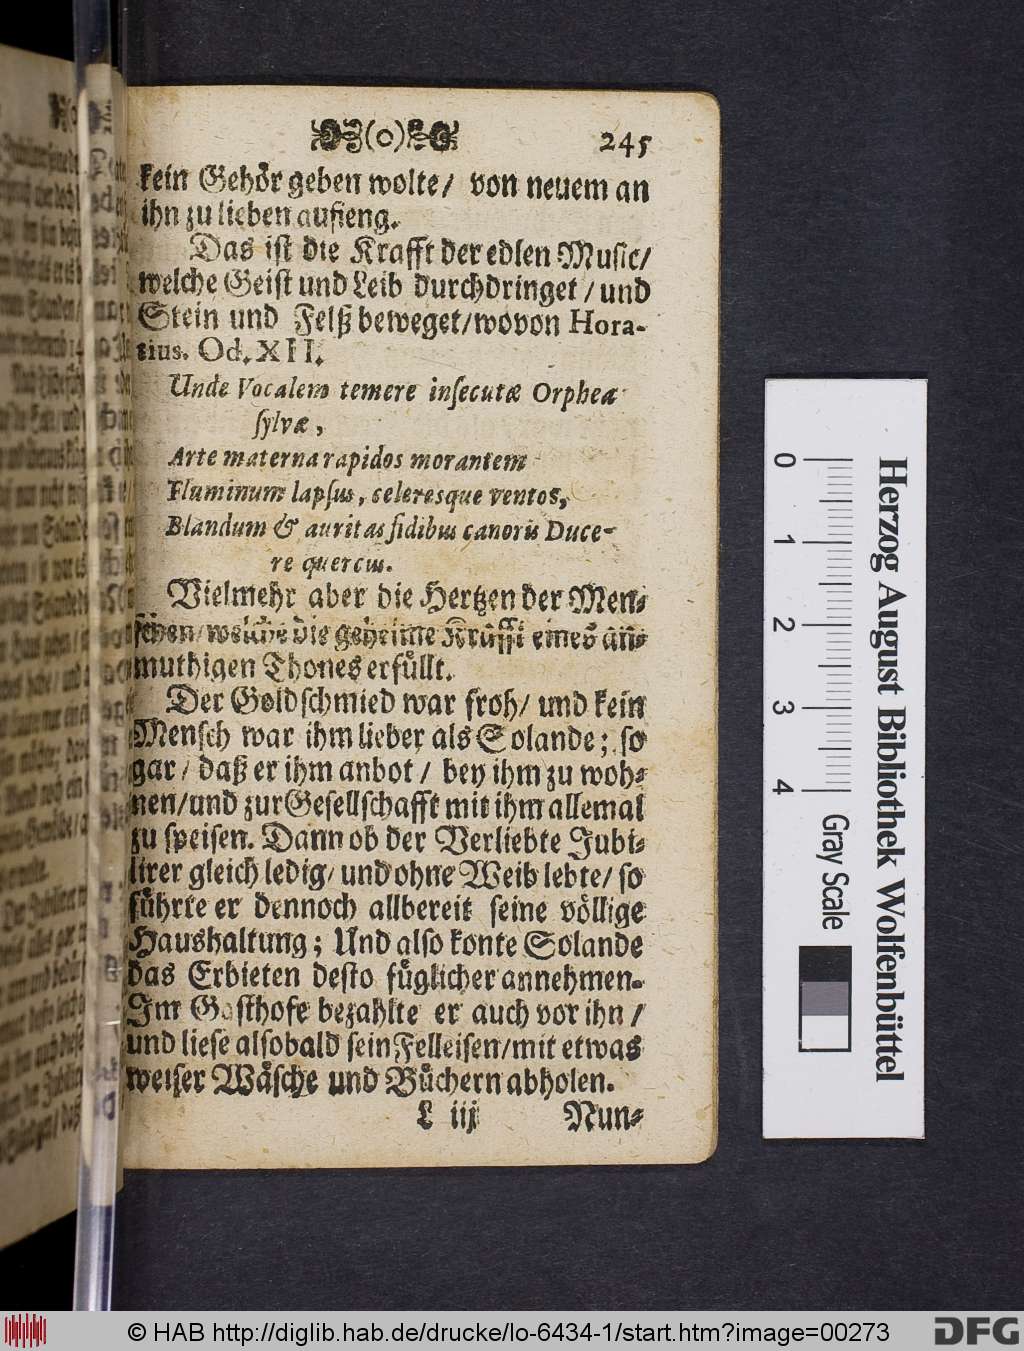 (o) 245
kein Gehör geben wolte/ von neuem an
ihn zu lieben aufieng.
Das ist die Krafft der edlen Music/
welche Geist und Leib durchdringet/ und
Stein und Felß beweget/wovon Hora-
tius. Od. XII.
Unde Vocalem temere insecutæ Orphea
sylvæ,
Arte materna rapidos morantem
Fluminum lapsus, celeresque ventos,
Blandum & auritas fidibus canoris Duce-
re quercus.
Vielmehr aber die Hertzen der Men-
schen/welche die geheime Kräffte eines an-
muthigen Thones erfüllt.
Der Goldschmied war froh/ und kein
Mensch war ihm lieber als Solande; so
gar/ daß er ihm anbot/ bey ihm zu woh-
nen/und zur Gesellschafft mit ihm allemal
zu speisen. Dann ob der Verliebte Jubi-
lirer gleich ledig/ und ohne Weib lebte/ so
führte er dennoch allbereit seine völlige
Haushaltung; Und also konte Solande
das Erbieten desto füglicher annehmen.
Im Gasthofe bezahlte er auch vor ihn/
und liese alsobald sein Felleisen/mit etwas
weiser Wäsche und Büchern abholen.
L iij Nun-
0 1 2 3 4
Gray Scale
Herzog August Bibliothek Wolfenbüttel
© HAB http://diglib.hab.de/drucke/lo-6434-1/start.htm?image=00273
DFG